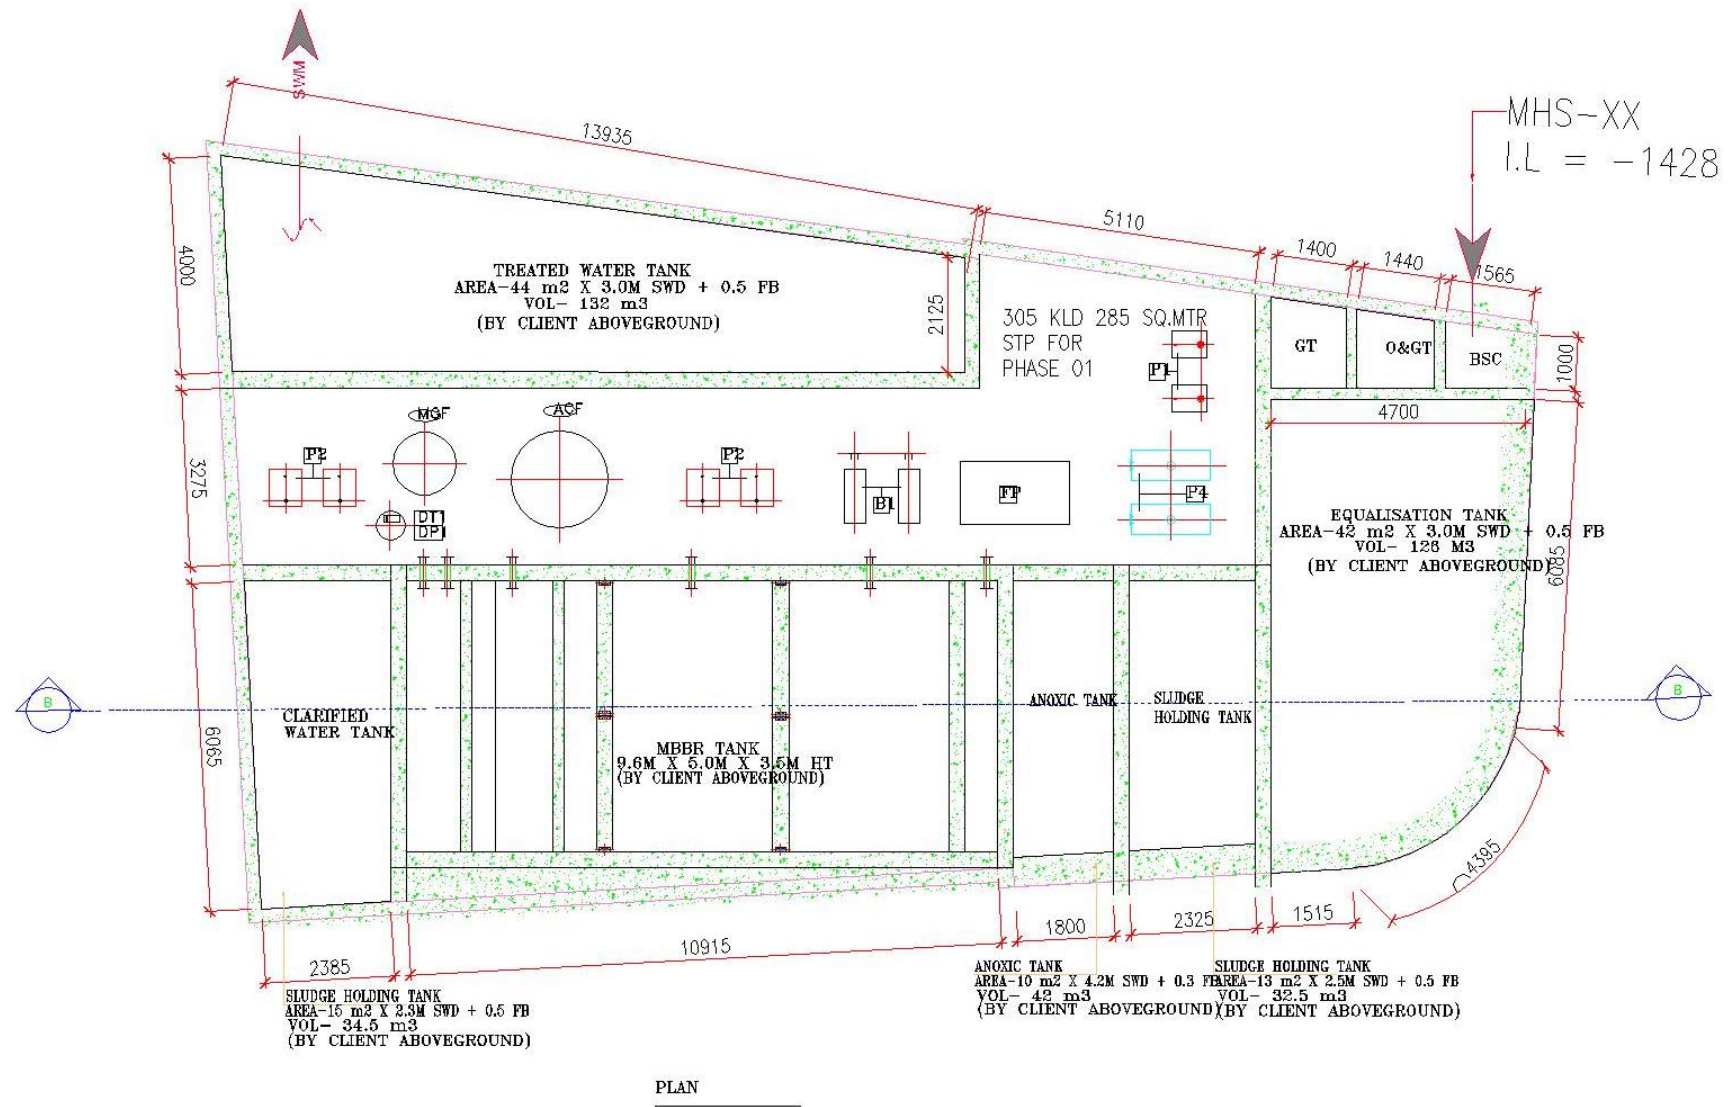 SWM
13935
5110
1400
1440
1565
MHS-XX
I.L = -1428
4000
TREATED WATER TANK
AREA-44 m2 X 3.0M SWD + 0.5 FB
VOL- 132 m3
(BY CLIENT ABOVEGROUND)
2125
305 KLD 285 SQ.MTR
STP FOR
PHASE 01
P1
GT
O&GT
BSC
1000
4700
3275
P2
MGF
ACF
P2
B1
FP
P4
DT1
DP1
EQUALISATION TANK
AREA-42 m2 X 3.0M SWD + 0.5 FB
VOL- 126 M3
(BY CLIENT ABOVEGROUND)
6085
B
B
6065
CLARIFIED
WATER TANK
MBBR TANK
9.6M X 5.0M X 3.5M HT
(BY CLIENT ABOVEGROUND)
ANOXIC TANK
SLUDGE
HOLDING TANK
4395
2385
10915
1800
2325
1515
SLUDGE HOLDING TANK
AREA-15 m2 X 2.3M SWD + 0.5 FB
VOL- 34.5 m3
(BY CLIENT ABOVEGROUND)
ANOXIC TANK
AREA-10 m2 X 4.2M SWD + 0.3 FB
VOL- 42 m3
(BY CLIENT ABOVEGROUND)
SLUDGE HOLDING TANK
AREA-13 m2 X 2.5M SWD + 0.5 FB
VOL- 32.5 m3
(BY CLIENT ABOVEGROUND)
PLAN